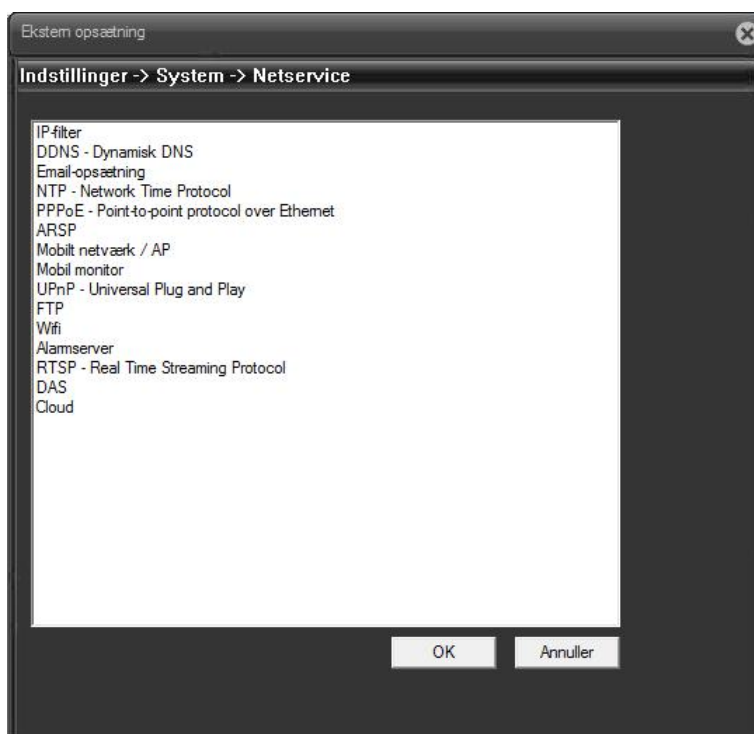 Ekstern opsætning
Indstillinger -> System -> Netservice
IP-filter
DDNS - Dynamisk DNS
Email-opsætning
NTP - Network Time Protocol
PPPoE - Point-to-point protocol over Ethernet
ARSP
Mobilt netværk / AP
Mobil monitor
UPnP - Universal Plug and Play
FTP
Wifi
Alarmserver
RTSP - Real Time Streaming Protocol
DAS
Cloud
OK
Annuller